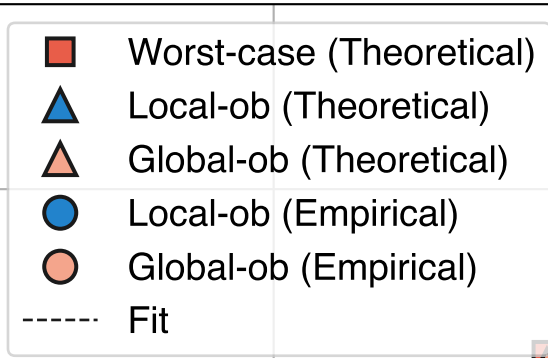 Worst-case (Theoretical)
Local-ob (Theoretical)
Global-ob (Theoretical)
Local-ob (Empirical)
Global-ob (Empirical)
Fit